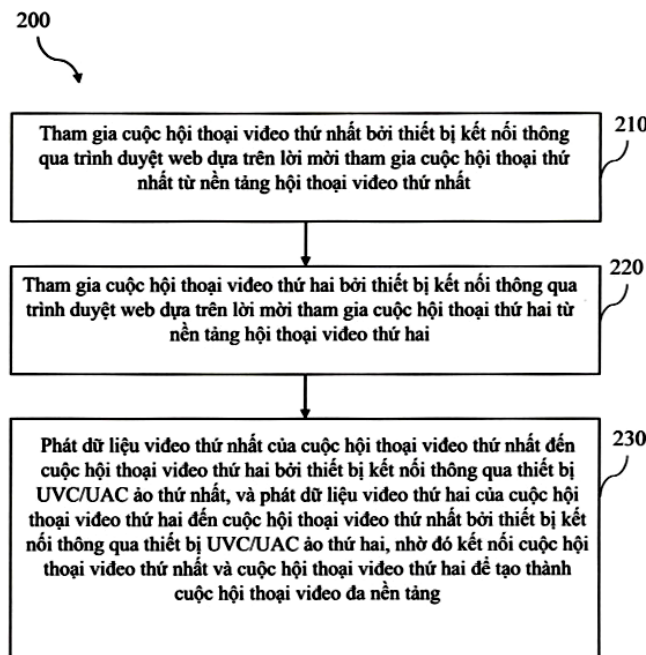 200
Tham gia cuộc hội thoại video thứ nhất bởi thiết bị kết nối thông
qua trình duyệt web dựa trên lời mời tham gia cuộc hội thoại thứ
nhất từ nền tảng hội thoại video thứ nhất
210
Tham gia cuộc hội thoại video thứ hai bởi thiết bị kết nối thông qua
trình duyệt web dựa trên lời mời tham gia cuộc hội thoại thứ hai từ
nền tảng hội thoại video thứ hai
220
Phát dữ liệu video thứ nhất của cuộc hội thoại video thứ nhất đến
cuộc hội thoại video thứ hai bởi thiết bị kết nối thông qua thiết bị
UVC/UAC ảo thứ nhất, và phát dữ liệu video thứ hai của cuộc hội
thoại video thứ hai đến cuộc hội thoại video thứ nhất bởi thiết bị kết
nối thông qua thiết bị UVC/UAC ảo thứ hai, nhờ đó kết nối cuộc hội
thoại video thứ nhất và cuộc hội thoại video thứ hai để tạo thành
cuộc hội thoại video đa nền tảng
230